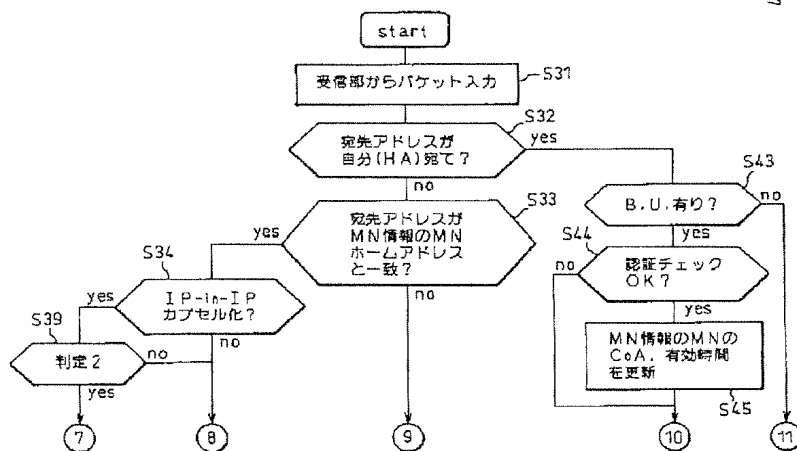 start
受信部からパケット入力
S31
S32
宛先アドレスが
自分(HA)宛て?
yes
no
S43
B.U.有り?
no
yes
S33
宛先アドレスが
MN情報のMN
ホームアドレス
と一致?
yes
no
S44
認証チェック
OK?
no
yes
S34
IP-in-IP
カプセル化?
yes
no
MN情報のMNの
CoA,有効時間
を更新
S45
S39
判定2
no
yes
7
8
9
10
11